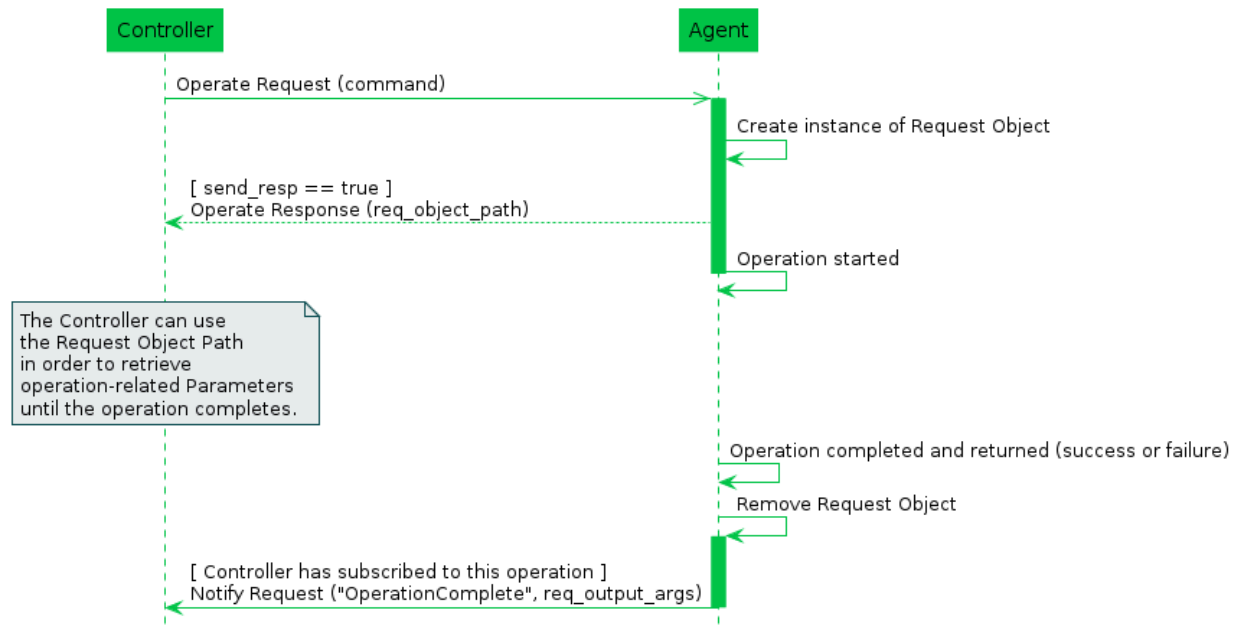 Controller
Agent
Operate Request (command)
Create instance of Request Object
[ send_resp == true ]
Operate Response (req_object_path)
Operation started
The Controller can use
the Request Object Path
in order to retrieve
operation-related Parameters
until the operation completes.
Operation completed and returned (success or failure)
Remove Request Object
[ Controller has subscribed to this operation ]
Notify Request ("OperationComplete", req_output_args)